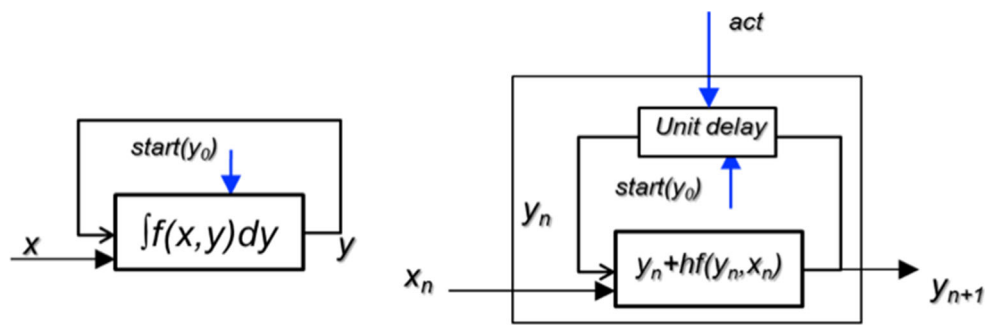 start(y₀)
x
∫f(x,y)dy
y
act
Unit delay
start(y₀)
yₙ
yₙ+hf(yₙ,xₙ)
xₙ
yₙ₊₁